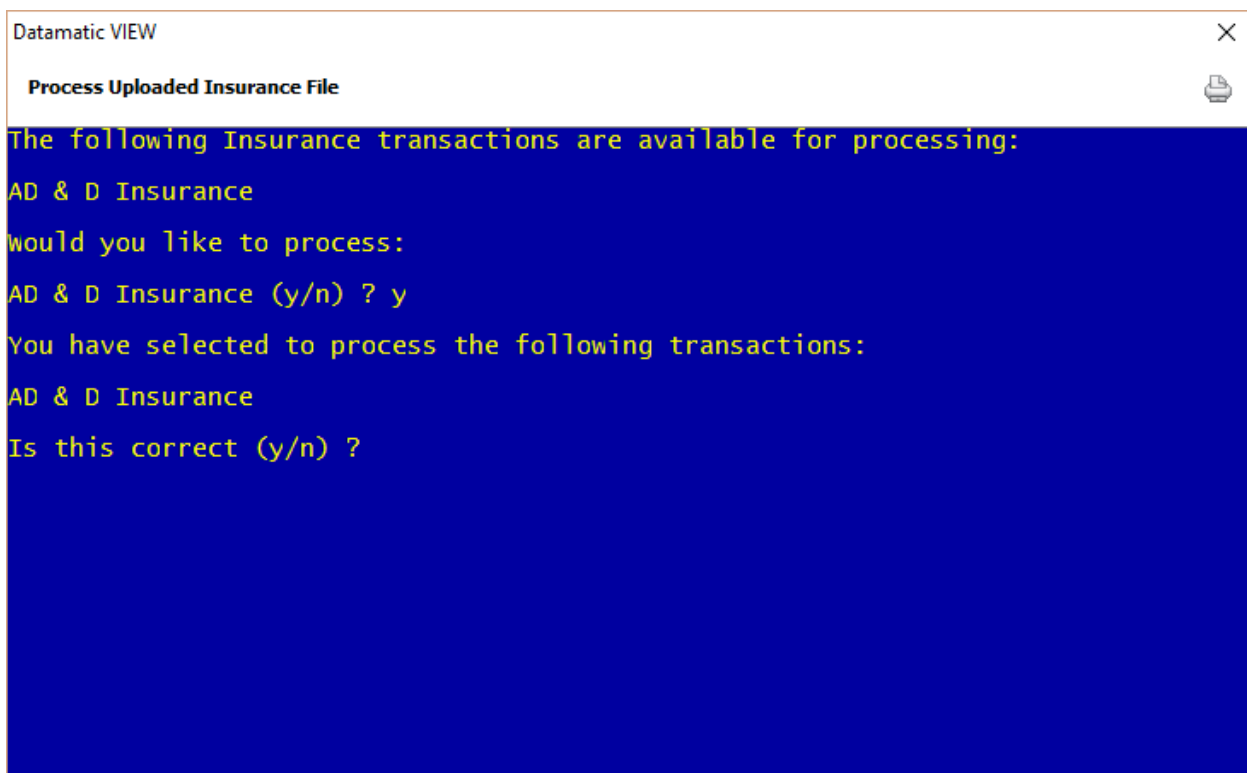 Datamatic VIEW
Process Uploaded Insurance File
The following Insurance transactions are available for processing:
AD & D Insurance
Would you like to process:
AD & D Insurance (y/n) ? y
You have selected to process the following transactions:
AD & D Insurance
Is this correct (y/n) ?